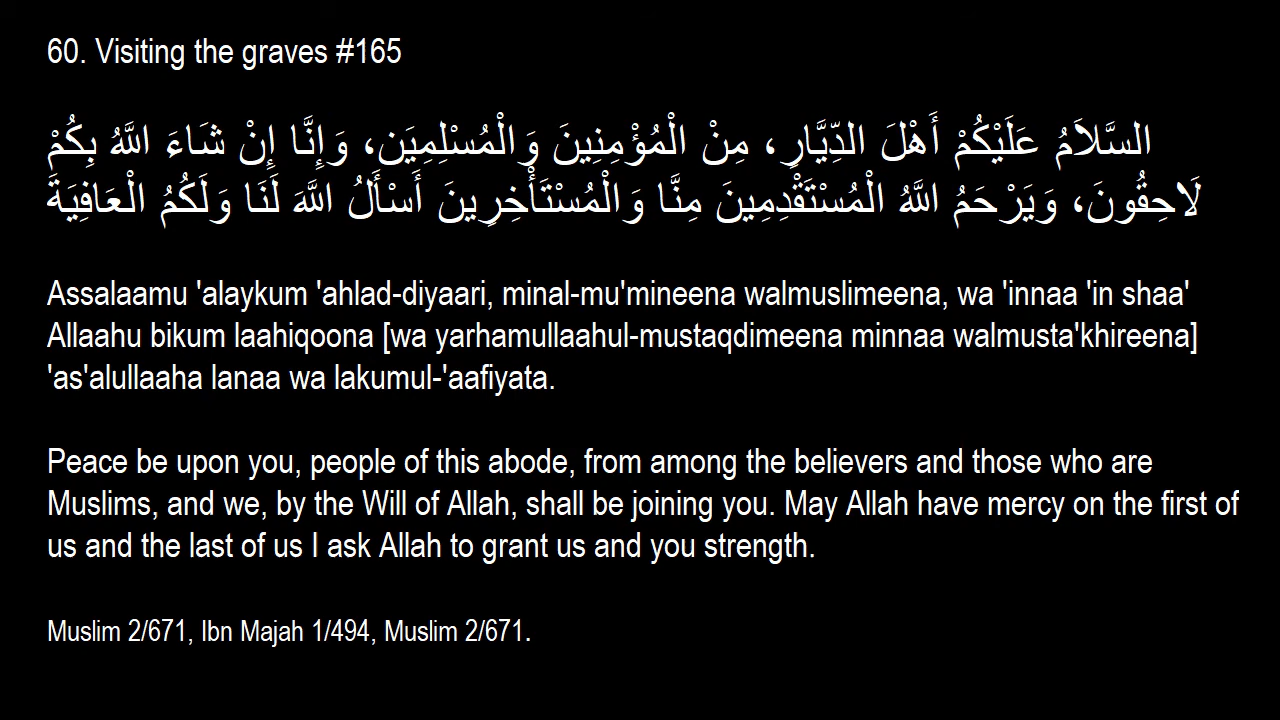 60. Visiting the graves #165
السَّلاَمُ عَلَيْكُمْ أَهْلَ الدِّيَّارِ، مِنْ الْمُؤْمِنِينَ وَالْمُسْلِمِيَن، وَإِنَّا إِنْ شَاءَ اللَّهُ بِكُمْ
لَاحِقُونَ، وَيَرْحَمُ اللَّهُ الْمُسْتَقْدِمِينَ مِنَّا وَالْمُسْتَأْخِرِينَ أَسْأَلُ اللَّهَ لَنَا وَلَكُمُ الْعَافِيَةَ
Assalaamu 'alaykum 'ahlad-diyaari, minal-mu'mineena walmuslimeena, wa 'innaa 'in shaa'
Allaahu bikum laahiqoona [wa yarhamullaahul-mustaqdimeena minnaa walmusta'khireena]
'as'alullaaha lanaa wa lakumul-'aafiyata.
Peace be upon you, people of this abode, from among the believers and those who are
Muslims, and we, by the Will of Allah, shall be joining you. May Allah have mercy on the first of
us and the last of us I ask Allah to grant us and you strength.
Muslim 2/671, Ibn Majah 1/494, Muslim 2/671.